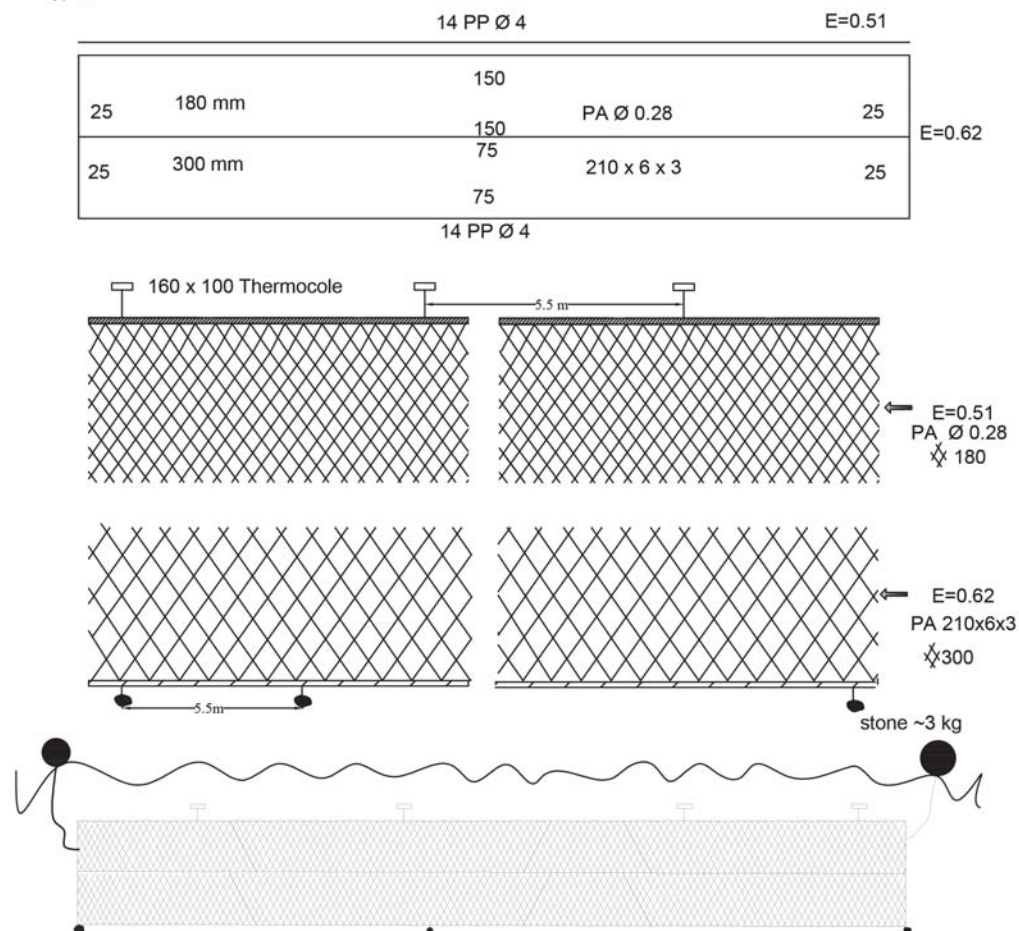 14 PP Ø 4 E=0.51
150
25 180 mm PA Ø 0.28 25
150
E=0.62
75
25 300 mm 210 x 6 x 3 25
75
14 PP Ø 4
160 x 100 Thermocole
5.5 m
E=0.51
PA Ø 0.28
180
E=0.62
PA 210x6x3
300
5.5m
stone ~3 kg